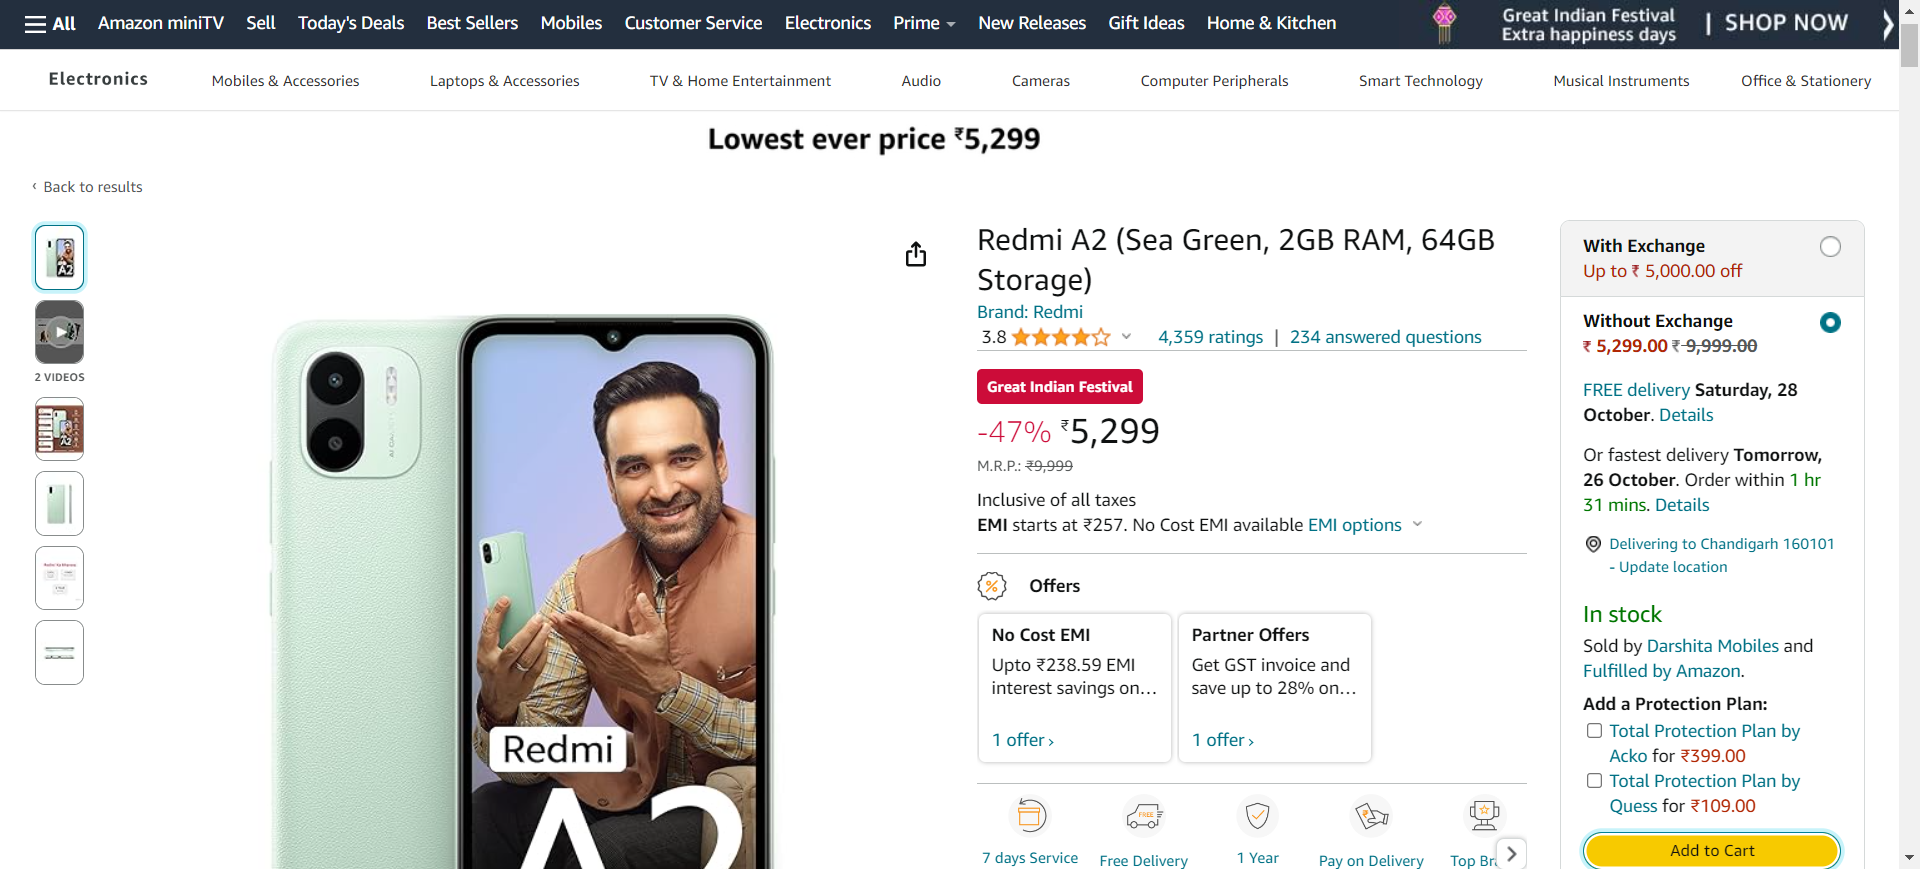 All Amazon miniTV Sell Today's Deals Best Sellers Mobiles Customer Service Electronics Prime New Releases Gift Ideas Home & Kitchen
Great Indian Festival
Extra happiness days
| SHOP NOW
Electronics Mobiles & Accessories Laptops & Accessories TV & Home Entertainment Audio Cameras Computer Peripherals Smart Technology Musical Instruments Office & Stationery
Lowest ever price ₹5,299
‹ Back to results
A2
2 VIDEOS
A2
Redmi
A2
Redmi A2 (Sea Green, 2GB RAM, 64GB
Storage)
Brand: Redmi
3.8 4,359 ratings | 234 answered questions
Great Indian Festival
-47% ₹5,299
M.R.P.: ₹9,999
Inclusive of all taxes
EMI starts at ₹257. No Cost EMI available EMI options
Offers
No Cost EMI
Upto ₹238.59 EMI
interest savings on…
1 offer ›
Partner Offers
Get GST invoice and
save up to 28% on…
1 offer ›
FREE
7 days Service
Free Delivery
1 Year
Pay on Delivery
Top Br
With Exchange
Up to ₹ 5,000.00 off
Without Exchange
₹ 5,299.00 ₹ 9,999.00
FREE delivery Saturday, 28
October. Details
Or fastest delivery Tomorrow,
26 October. Order within 1 hr
31 mins. Details
Delivering to Chandigarh 160101
- Update location
In stock
Sold by Darshita Mobiles and
Fulfilled by Amazon.
Add a Protection Plan:
Total Protection Plan by
Acko for ₹399.00
Total Protection Plan by
Quess for ₹109.00
Add to Cart